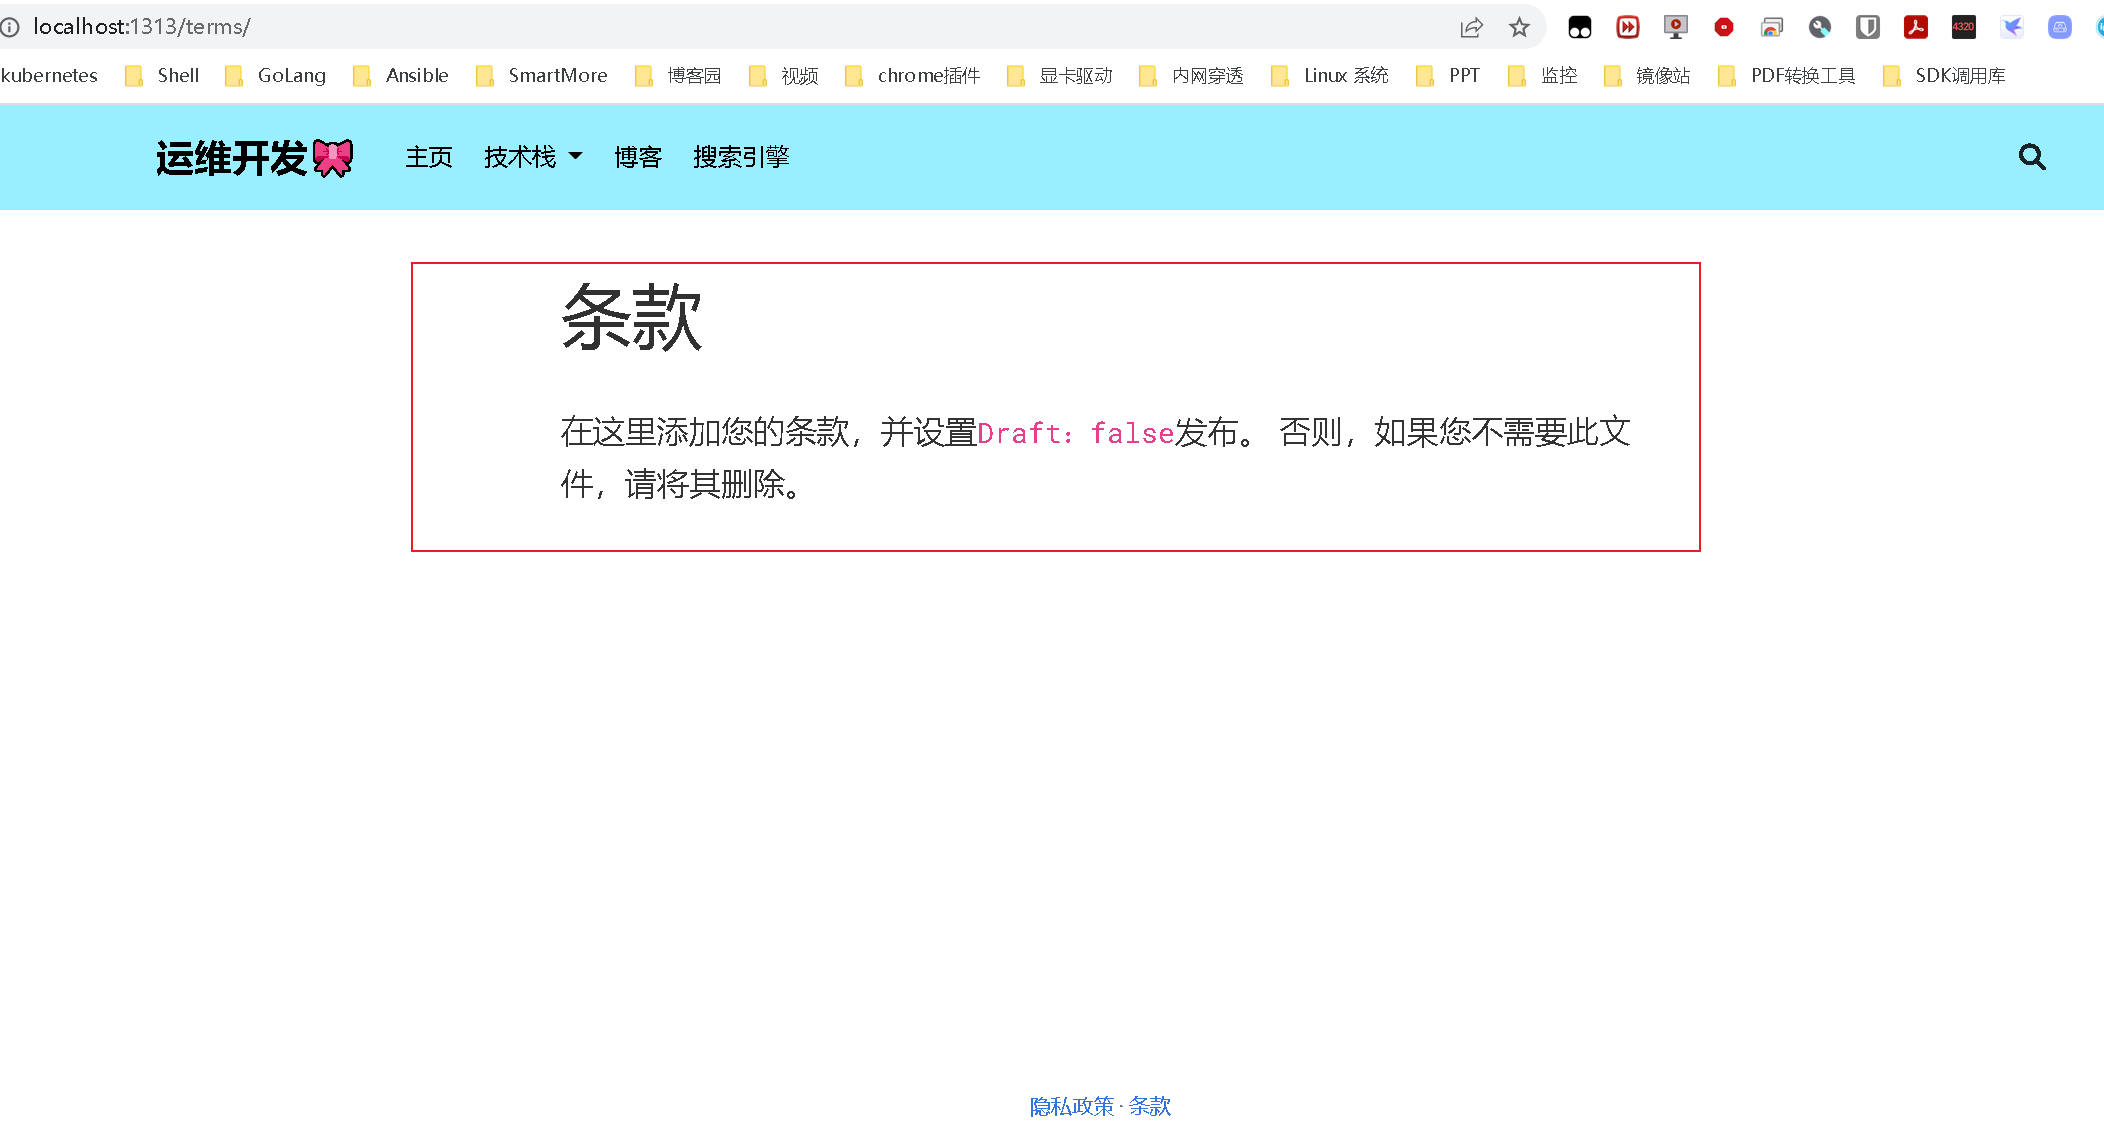 localhost:1313/terms/
4320
kubernetes Shell GoLang Ansible SmartMore 博客园 视频 chrome插件 显卡驱动 内网穿透 Linux 系统 PPT 监控 镜像站 PDF转换工具 SDK调用库
运维开发🎀 主页 技术栈 博客 搜索引擎
条款
在这里添加您的条款，并设置Draft：false发布。 否则，如果您不需要此文
件，请将其删除。
隐私政策 · 条款